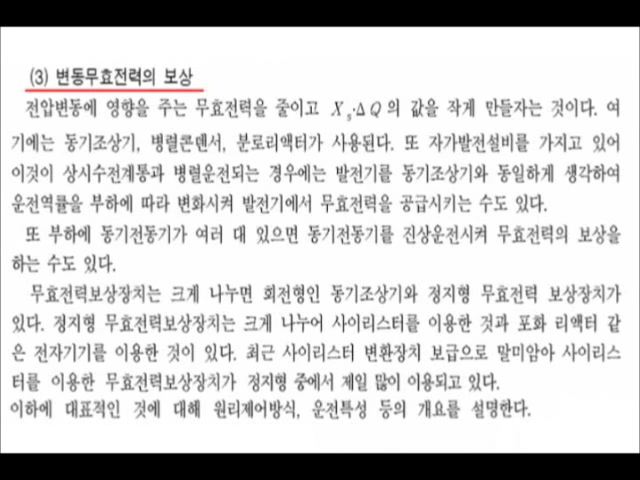 (3) 변동무효전력의 보상
전압변동에 영향을 주는 무효전력을 줄이고 X_s·ΔQ의 값을 작게 만들자는 것이다. 여
기에는 동기조상기, 병렬콘덴서, 분로리액터가 사용된다. 또 자가발전설비를 가지고 있어
이것이 상시수전계통과 병렬운전되는 경우에는 발전기를 동기조상기와 동일하게 생각하여
운전역률을 부하에 따라 변화시켜 발전기에서 무효전력을 공급시키는 수도 있다.
또 부하에 동기전동기가 여러 대 있으면 동기전동기를 진상운전시켜 무효전력의 보상을
하는 수도 있다.
무효전력보상장치는 크게 나누면 회전형인 동기조상기와 정지형 무효전력 보상장치가
있다. 정지형 무효전력보상장치는 크게 나누어 사이리스터를 이용한 것과 포화 리액터 같
은 전자기기를 이용한 것이 있다. 최근 사이리스터 변환장치 보급으로 말미암아 사이리스
터를 이용한 무효전력보상장치가 정지형 중에서 제일 많이 이용되고 있다.
이하에 대표적인 것에 대해 원리제어방식, 운전특성 등의 개요를 설명한다.